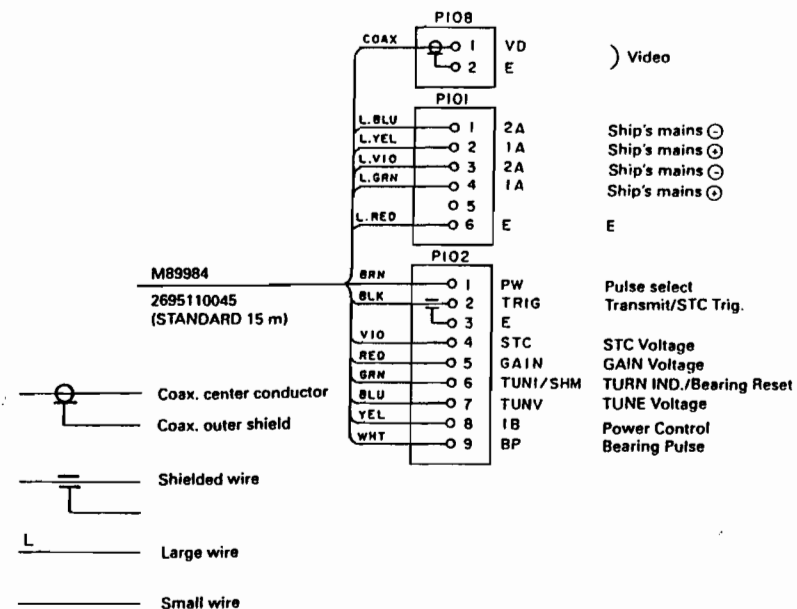 P108
COAX 1 VD
2 E
) Video
P101
L.BLU 1 2A Ship's mains ⊖
L.YEL 2 1A Ship's mains ⊕
L.VIO 3 2A Ship's mains ⊖
L.GRN 4 1A Ship's mains ⊕
5
L.RED 6 E E
P102
M89984
2695110045
(STANDARD 15 m)
BRN 1 PW Pulse select
BLK 2 TRIG Transmit/STC Trig.
3 E
VIO 4 STC STC Voltage
RED 5 GAIN GAIN Voltage
GRN 6 TUNI/SHM TURN IND./Bearing Reset
BLU 7 TUNV TUNE Voltage
YEL 8 IB Power Control
WHT 9 BP Bearing Pulse
Coax. center conductor
Coax. outer shield
Shielded wire
L
Large wire
Small wire